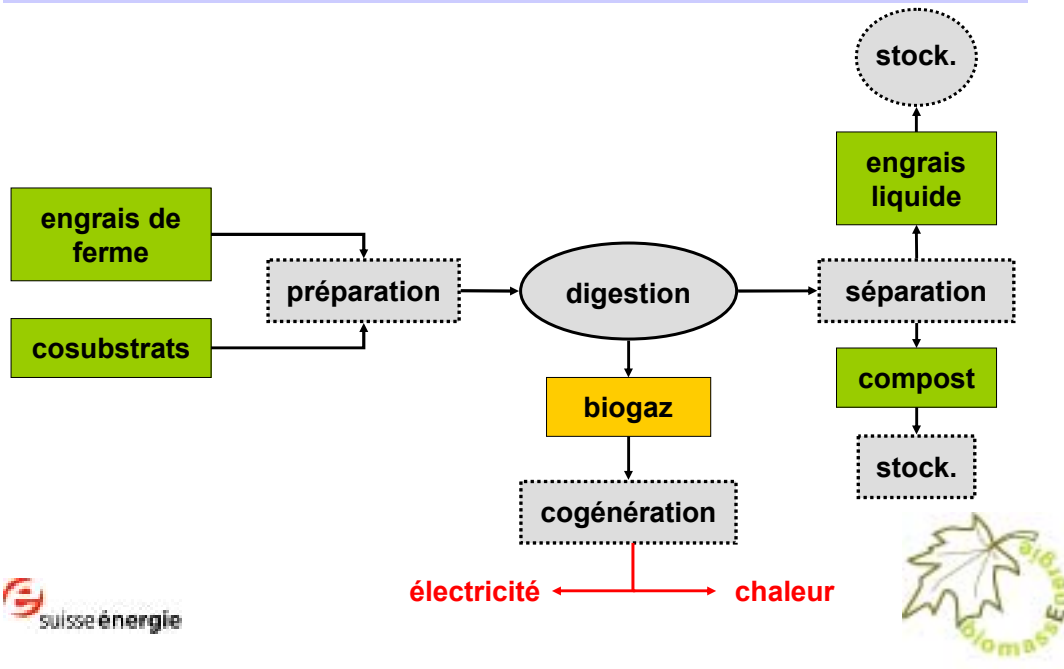 stock.
engrais
liquide
engrais de
ferme
préparation
digestion
séparation
cosubstrats
biogaz
compost
stock.
cogénération
électricité
chaleur
suisse énergie
biomassEnergie